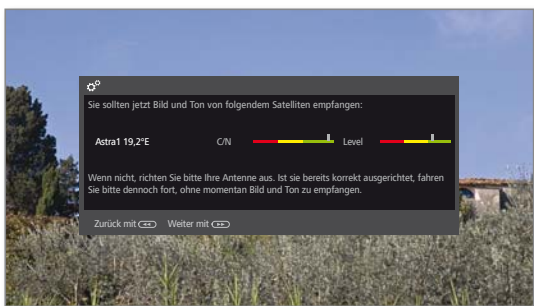 Sie sollten jetzt Bild und Ton von folgendem Satelliten empfangen:
Astra1 19,2°E C/N Level
Wenn nicht, richten Sie bitte Ihre Antenne aus. Ist sie bereits korrekt ausgerichtet, fahren
Sie bitte dennoch fort, ohne momentan Bild und Ton zu empfangen.
Zurück mit Weiter mit